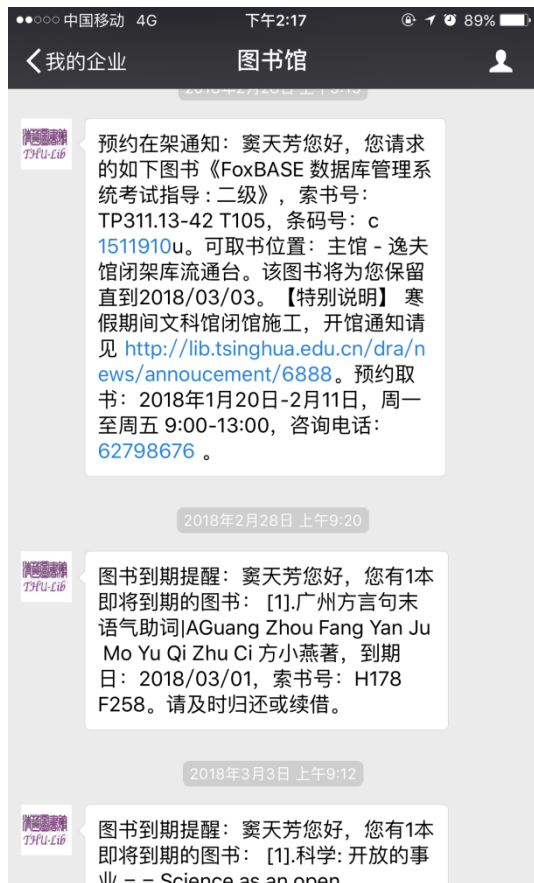 中国移动 4G 下午2:17 89%
我的企业 图书馆
THU-Lib
预约在架通知：窦天芳您好，您请求
的如下图书《FoxBASE 数据库管理系
统考试指导 : 二级》，索书号：
TP311.13-42 T105，条码号：c
1511910u。可取书位置：主馆 - 逸夫
馆闭架库流通台。该图书将为您保留
直到2018/03/03。【特别说明】 寒
假期间文科馆闭馆施工，开馆通知请
见 http://lib.tsinghua.edu.cn/dra/n
ews/annoucement/6888。预约取
书：2018年1月20日-2月11日，周一
至周五 9:00-13:00，咨询电话：
62798676 。
2018年2月28日 上午9:20
THU-Lib
图书到期提醒：窦天芳您好，您有1本
即将到期的图书： [1].广州方言句末
语气助词|AGuang Zhou Fang Yan Ju
Mo Yu Qi Zhu Ci 方小燕著，到期
日：2018/03/01，索书号：H178
F258。请及时归还或续借。
2018年3月3日 上午9:12
THU-Lib
图书到期提醒：窦天芳您好，您有1本
即将到期的图书： [1].科学: 开放的事
业 = = Science as an open